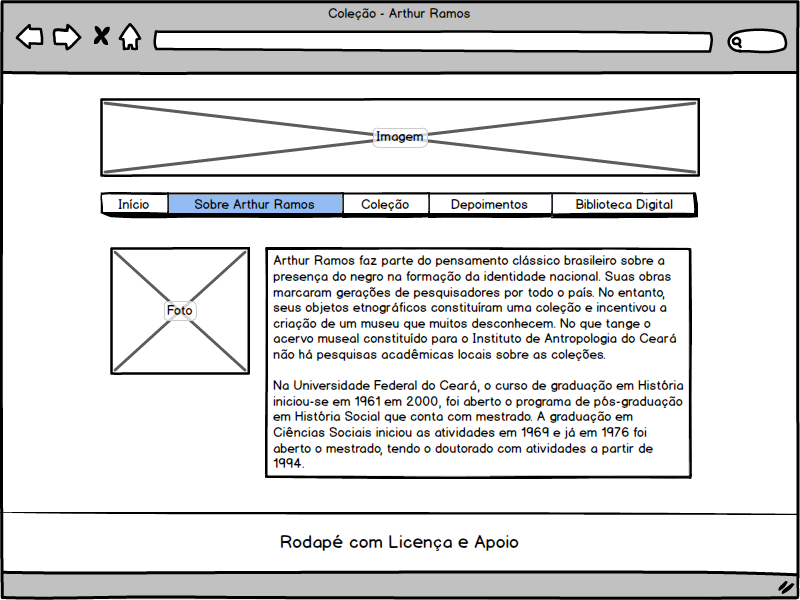 Coleção - Arthur Ramos
Imagem
Início
Sobre Arthur Ramos
Coleção
Depoimentos
Biblioteca Digital
Foto
Arthur Ramos faz parte do pensamento clássico brasileiro sobre a
presença do negro na formação da identidade nacional. Suas obras
marcaram gerações de pesquisadores por todo o país. No entanto,
seus objetos etnográficos constituíram uma coleção e incentivou a
criação de um museu que muitos desconhecem. No que tange o
acervo museal constituído para o Instituto de Antropologia do Ceará
não há pesquisas acadêmicas locais sobre as coleções.
Na Universidade Federal do Ceará, o curso de graduação em História
iniciou-se em 1961 em 2000, foi aberto o programa de pós-graduação
em História Social que conta com mestrado. A graduação em
Ciências Sociais iniciou as atividades em 1969 e já em 1976 foi
aberto o mestrado, tendo o doutorado com atividades a partir de
1994.
Rodapé com Licença e Apoio